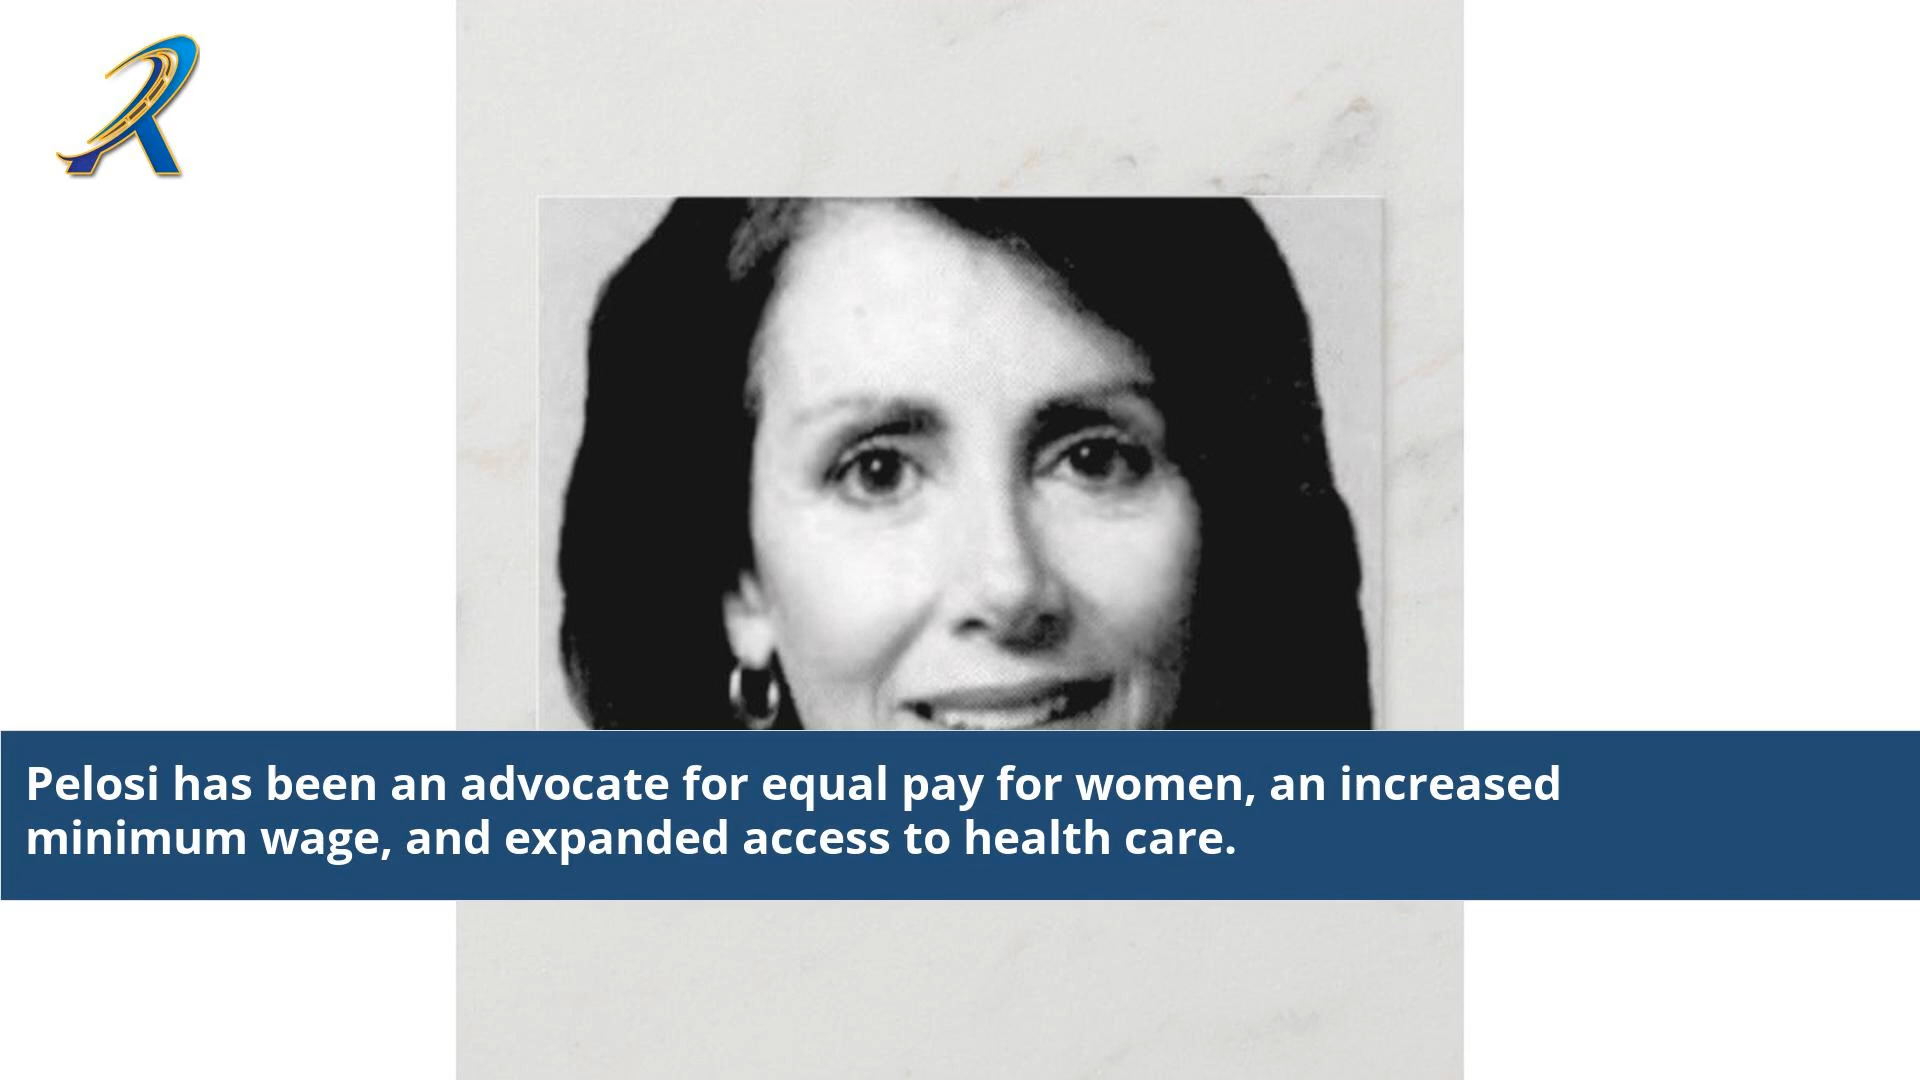 Pelosi has been an advocate for equal pay for women, an increased
minimum wage, and expanded access to health care.